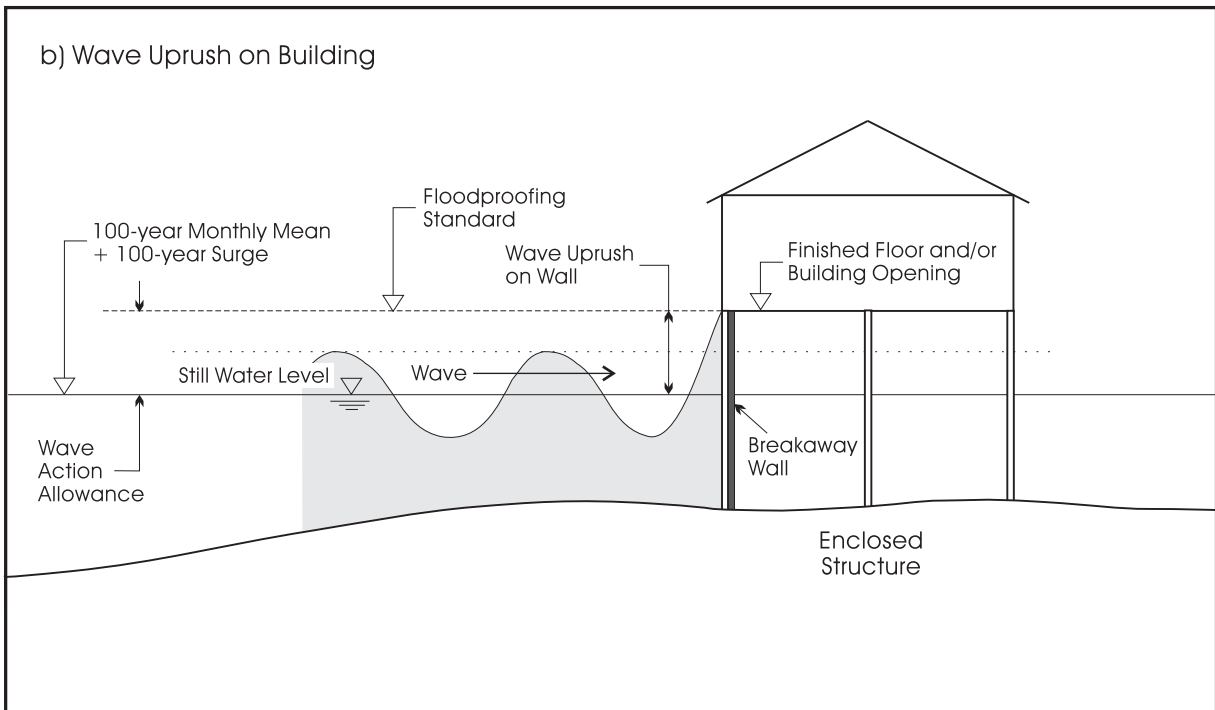 b) Wave Uprush on Building
Floodproofing
Standard
100-year Monthly Mean
+ 100-year Surge
Wave Uprush
on Wall
Finished Floor and/or
Building Opening
Still Water Level
Wave
Wave
Action
Allowance
Breakaway
Wall
Enclosed
Structure